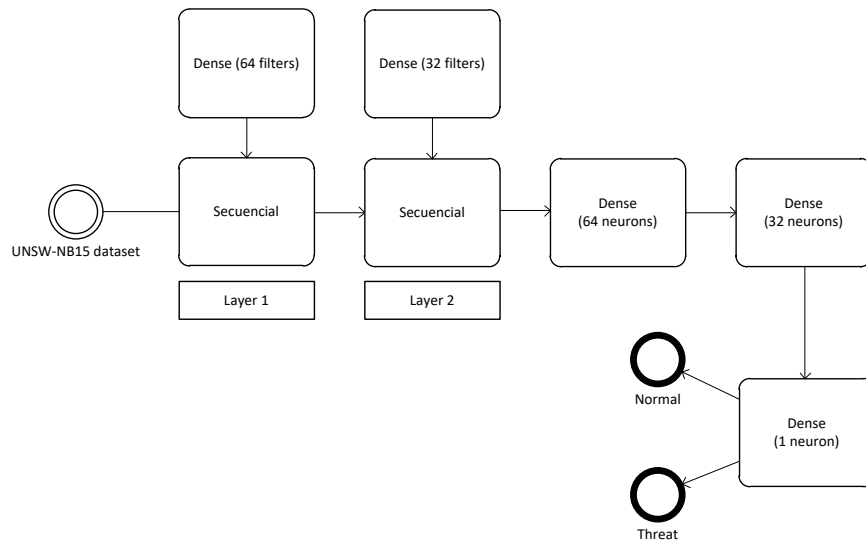 Dense (64 filters)
Dense (32 filters)
Secuencial
Secuencial
Dense
(64 neurons)
Dense
(32 neurons)
UNSW-NB15 dataset
Layer 1
Layer 2
Normal
Dense
(1 neuron)
Threat